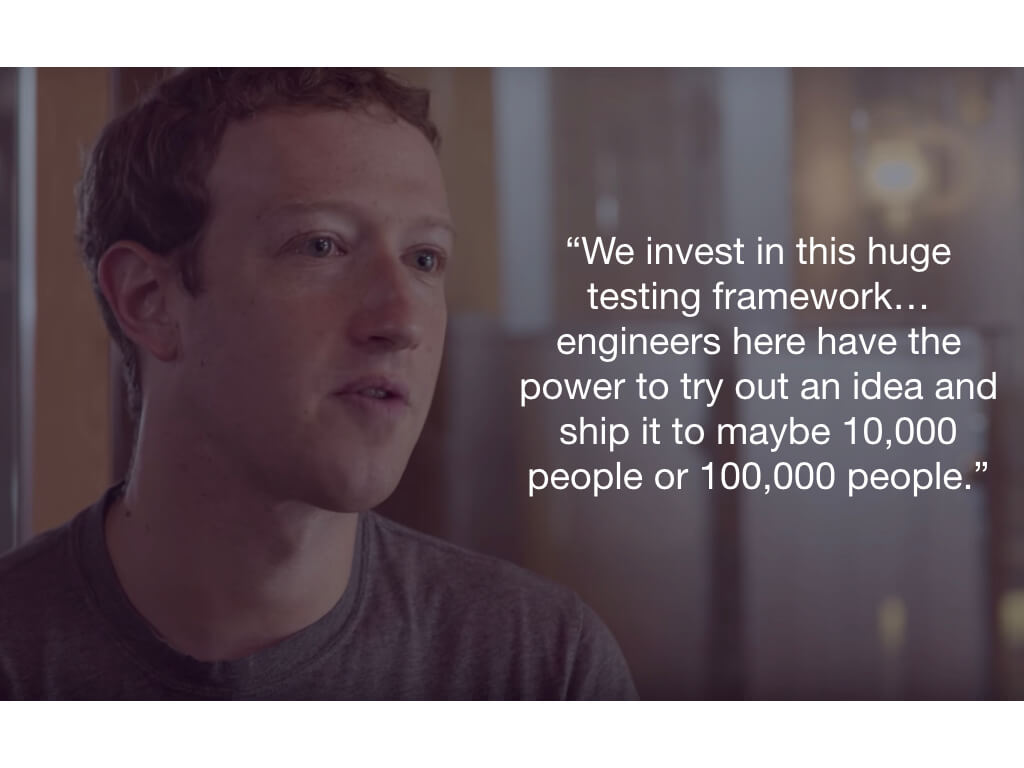 “We invest in this huge
testing framework…
engineers here have the
power to try out an idea and
ship it to maybe 10,000
people or 100,000 people.”